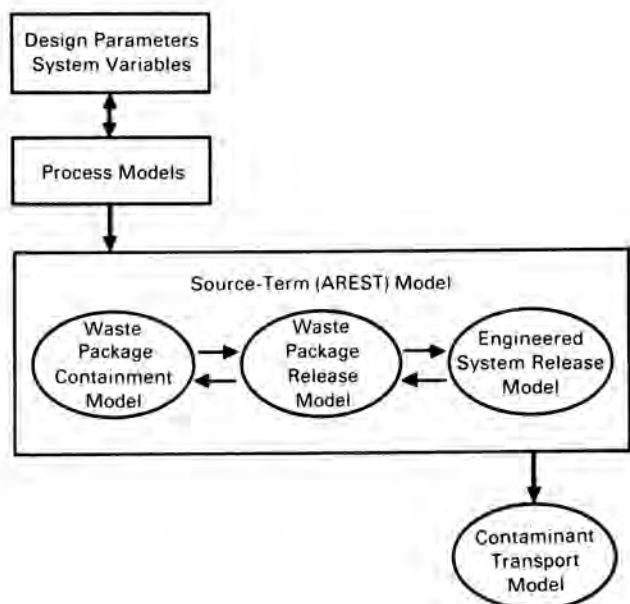 Design Parameters
System Variables
Process Models
Source-Term (AREST) Model
Waste
Package
Containment
Model
Waste
Package
Release
Model
Engineered
System Release
Model
Contaminant
Transport
Model